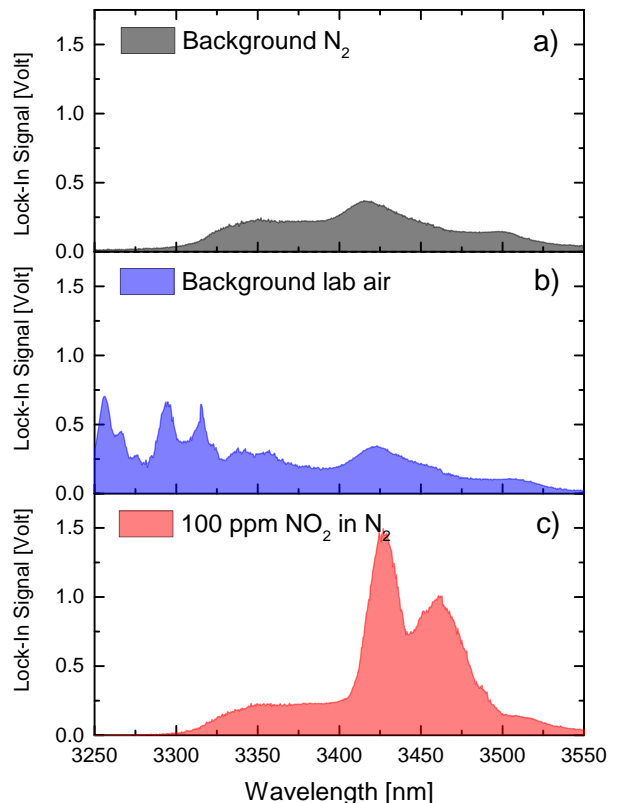 Background N₂
a)
Lock-In Signal [Volt]
1.5
1.0
0.5
0.0
Background lab air
b)
Lock-In Signal [Volt]
1.5
1.0
0.5
0.0
100 ppm NO₂ in N₂
c)
Lock-In Signal [Volt]
1.5
1.0
0.5
0.0
3250 3300 3350 3400 3450 3500 3550
Wavelength [nm]